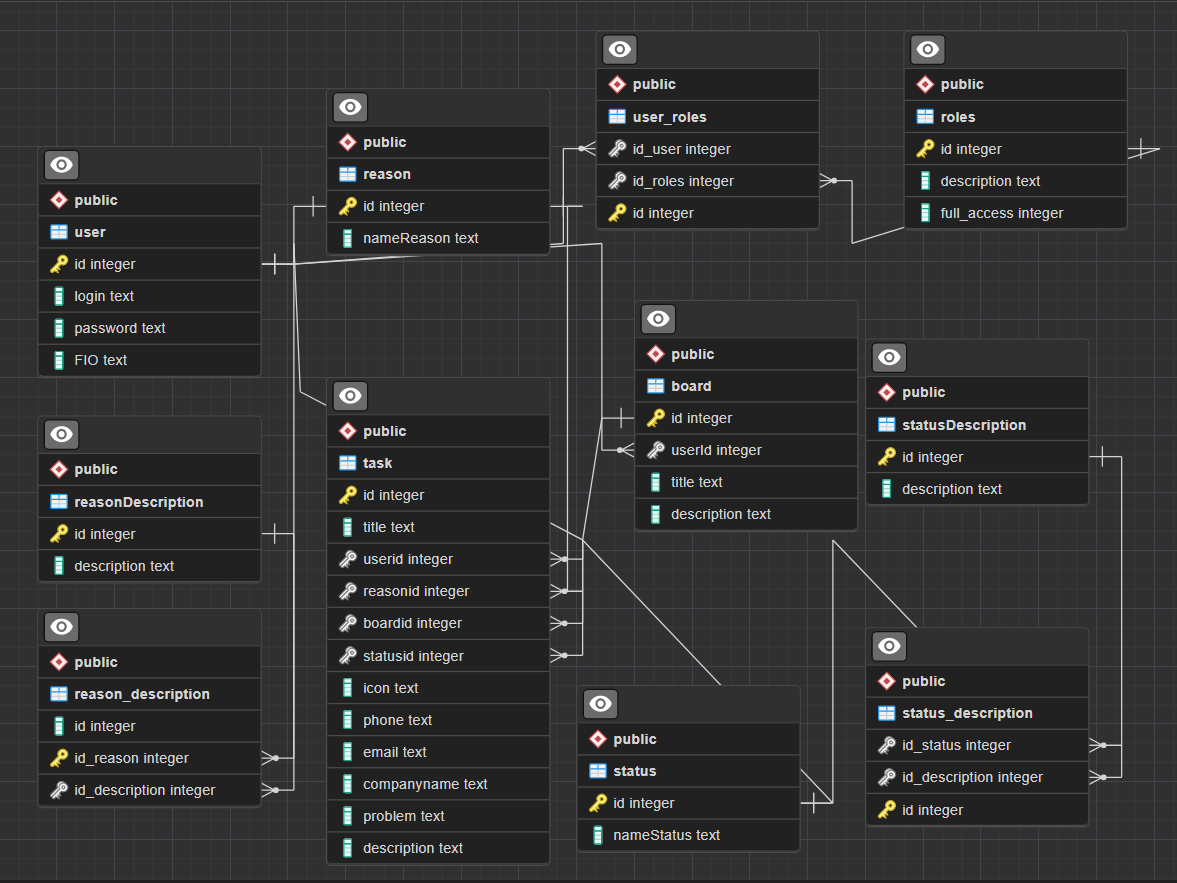 public
user
id integer
login text
password text
FIO text
public
reasonDescription
id integer
description text
public
reason_description
id integer
id_reason integer
id_description integer
public
reason
id integer
nameReason text
public
task
id integer
title text
userid integer
reasonid integer
boardid integer
statusid integer
icon text
phone text
email text
companyname text
problem text
description text
public
user_roles
id_user integer
id_roles integer
id integer
public
roles
id integer
description text
full_access integer
public
board
id integer
userId integer
title text
description text
public
statusDescription
id integer
description text
public
status
id integer
nameStatus text
public
status_description
id_status integer
id_description integer
id integer